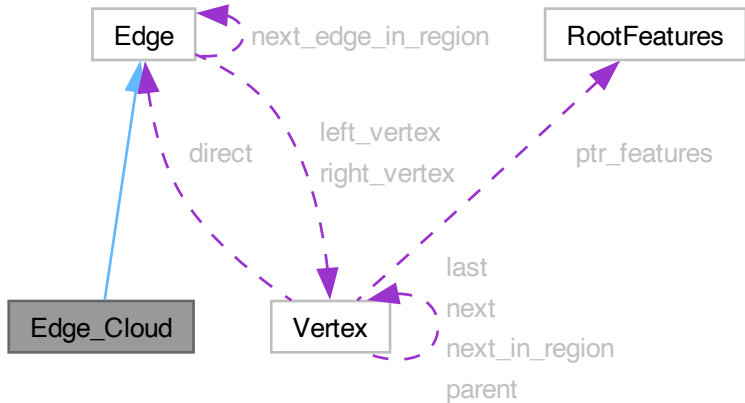 Edge
RootFeatures
next_edge_in_region
left_vertex
right_vertex
direct
ptr_features
last
next
next_in_region
parent
Edge_Cloud
Vertex